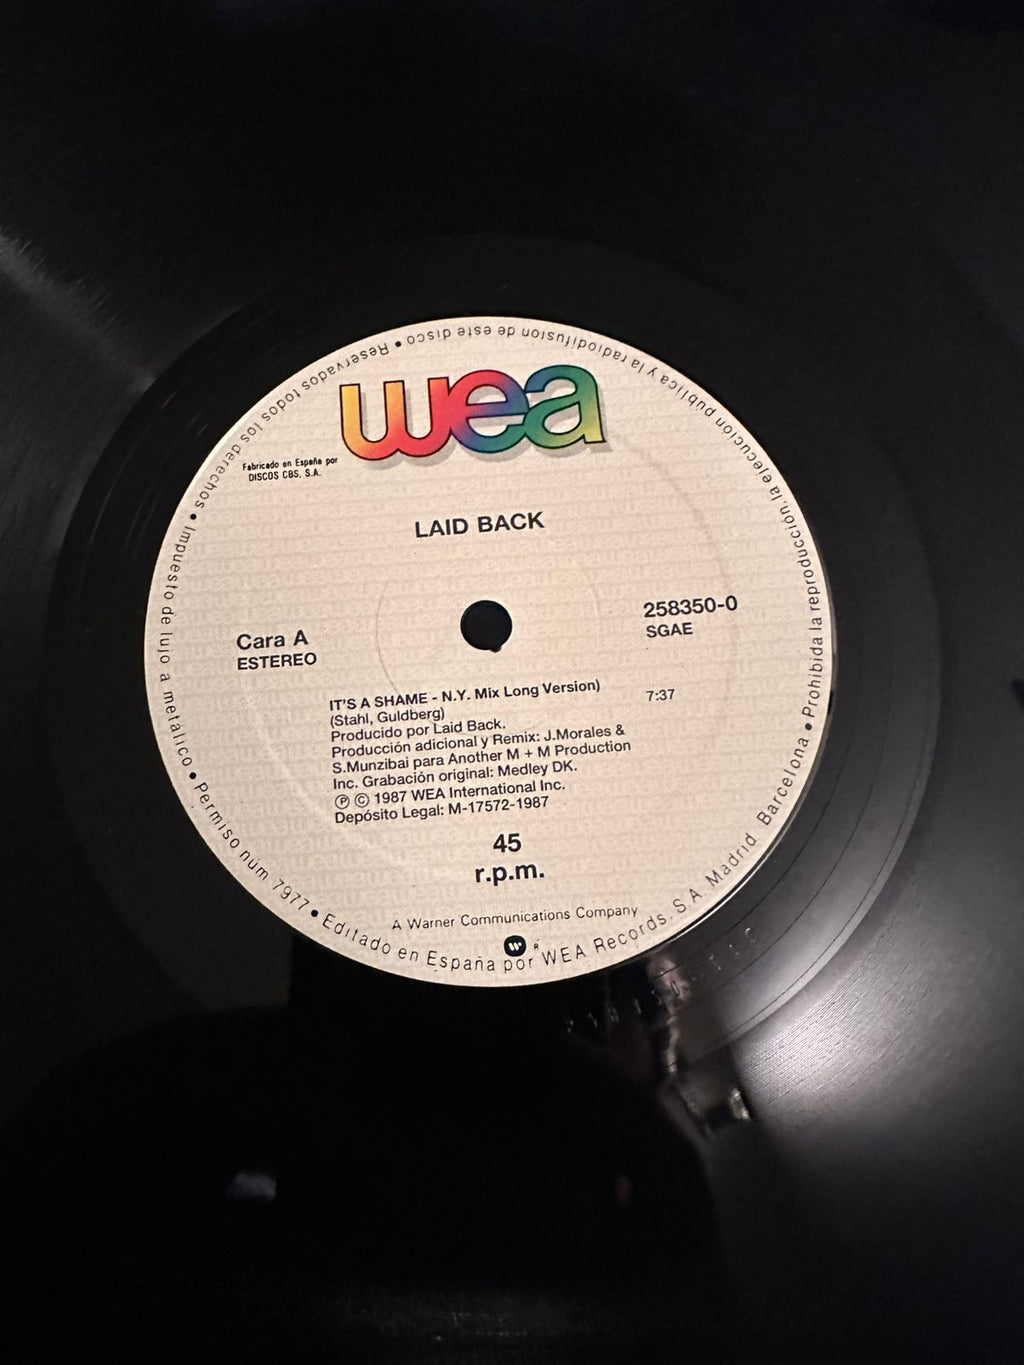 wea
Fabricado en España por
DISCOS CBS, S.A.
LAID BACK
Cara A
ESTEREO
258350-0
SGAE
IT'S A SHAME - N.Y. Mix Long Version)
7:37
(Stahl, Guldberg)
Producido por Laid Back.
Producción adicional y Remix: J.Morales &
S.Munzibai para Another M + M Production
Inc. Grabación original: Medley DK.
Ⓟ © 1987 WEA International Inc.
Depósito Legal: M-17572-1987
45
r.p.m.
A Warner Communications Company
W ®
Reservados todos los derechos • Impuesto de lujo a metálico • Permiso núm 7977 • Editado en España por WEA Records. S.A. Madrid Barcelona • Prohibida la reproducción, la ejecución pública y la radiodifusión de este disco •